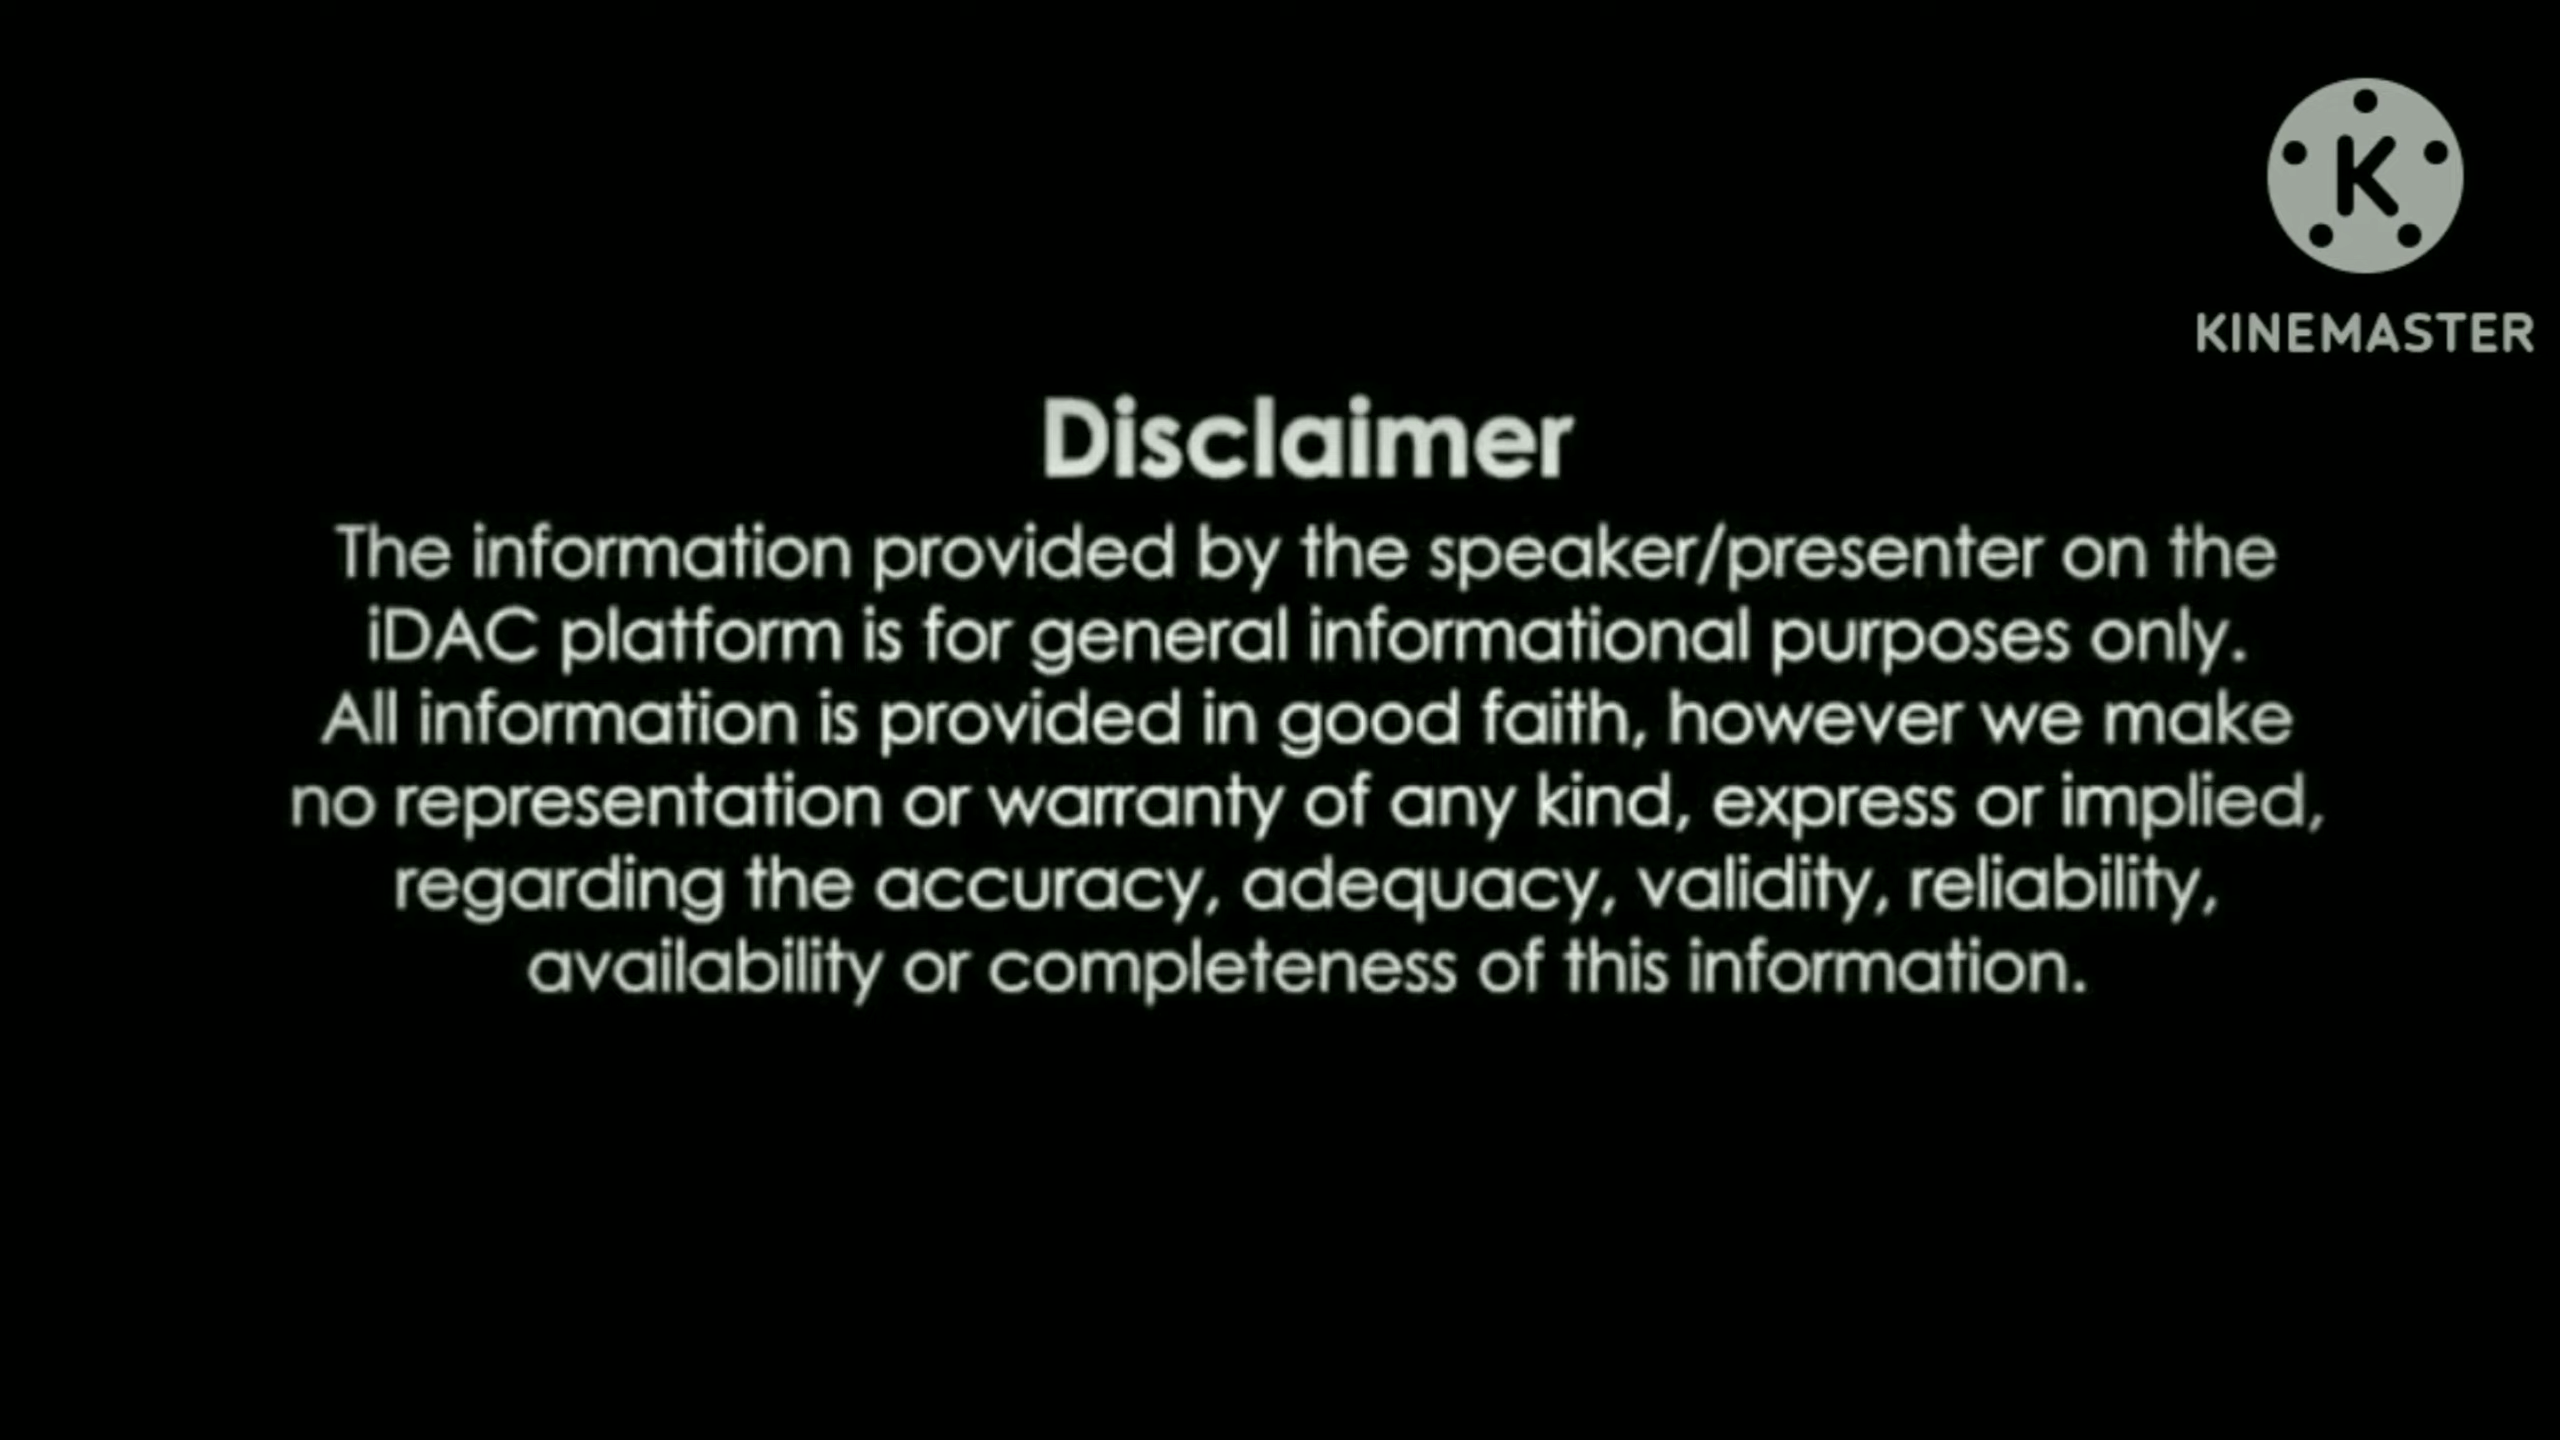 K
KINEMASTER
Disclaimer
The information provided by the speaker/presenter on the
iDAC platform is for general informational purposes only.
All information is provided in good faith, however we make
no representation or warranty of any kind, express or implied,
regarding the accuracy, adequacy, validity, reliability,
availability or completeness of this information.